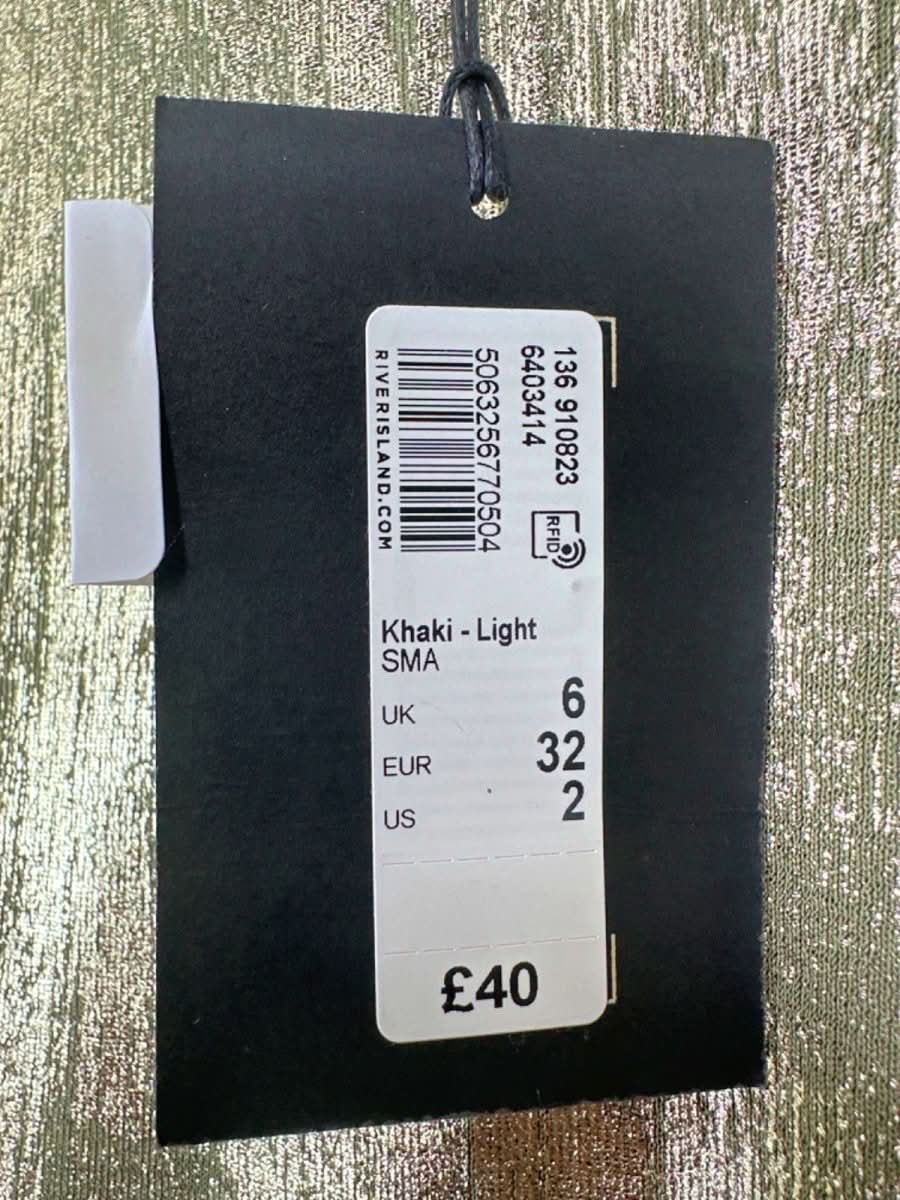 136 910823
6403414
RFID
5063256770504
RIVERISLAND.COM
Khaki - Light
SMA
UK 6
EUR 32
US 2
£40